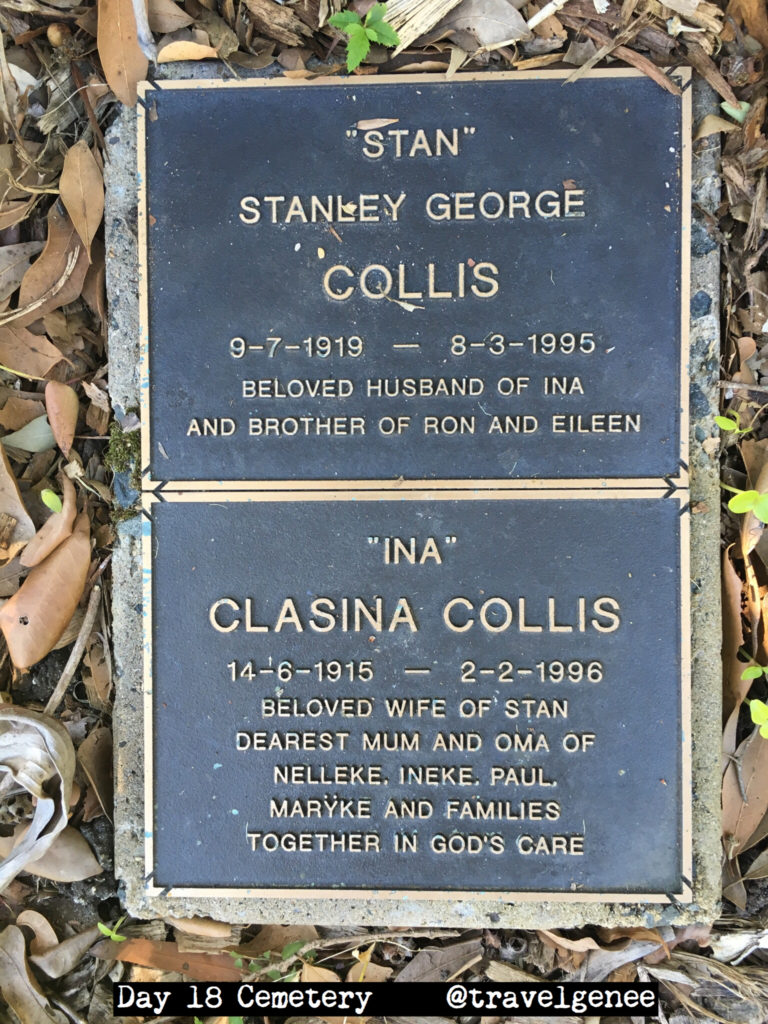 "STAN"
STANLEY GEORGE
COLLIS
9-7-1919 — 8-3-1995
BELOVED HUSBAND OF INA
AND BROTHER OF RON AND EILEEN
"INA"
CLASINA COLLIS
14-6-1915 — 2-2-1996
BELOVED WIFE OF STAN
DEAREST MUM AND OMA OF
NELLEKE. INEKE. PAUL.
MARYKE AND FAMILIES
TOGETHER IN GOD'S CARE
Day 18 Cemetery @travelgenee